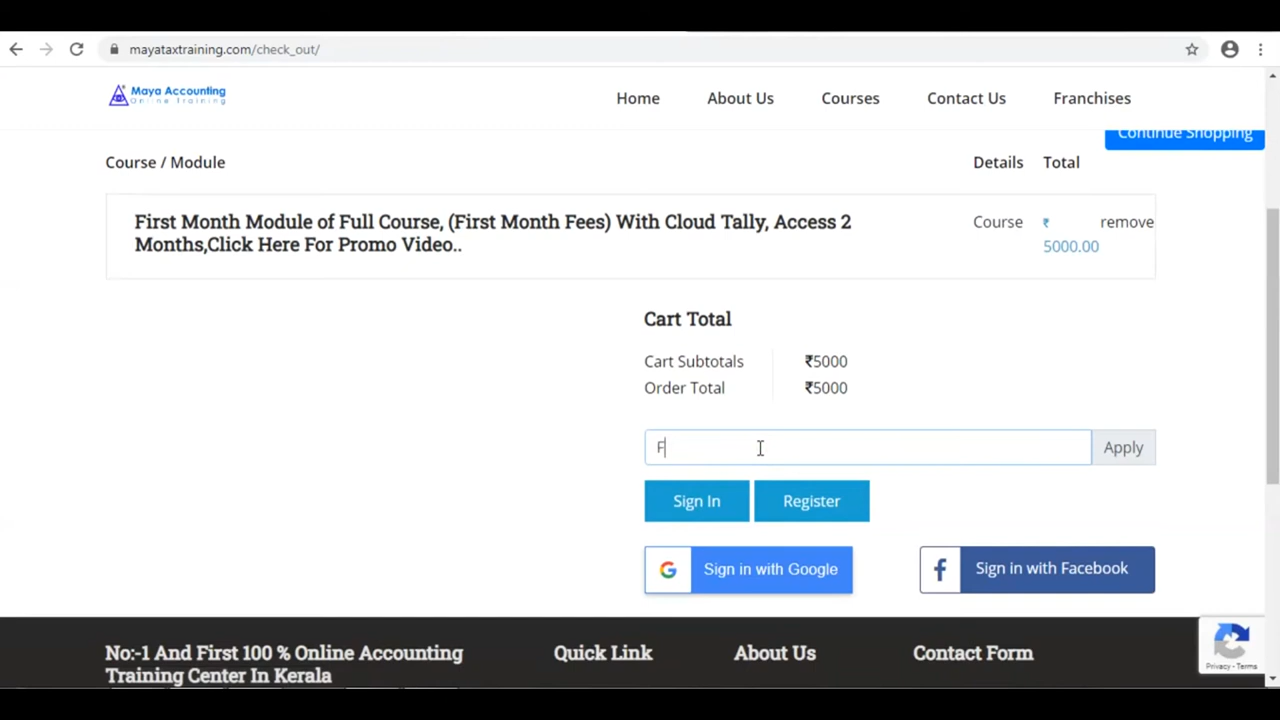 mayataxtraining.com/check_out/
Maya Accounting
Online Training
Home About Us Courses Contact Us Franchises
Continue Shopping
Course / Module Details Total
First Month Module of Full Course, (First Month Fees) With Cloud Tally, Access 2 Course ₹ remove
Months,Click Here For Promo Video.. 5000.00
Cart Total
Cart Subtotals ₹5000
Order Total ₹5000
F Apply
Sign In Register
G Sign in with Google f Sign in with Facebook
No:-1 And First 100 % Online Accounting Quick Link About Us Contact Form
Training Center In Kerala
Privacy - Terms